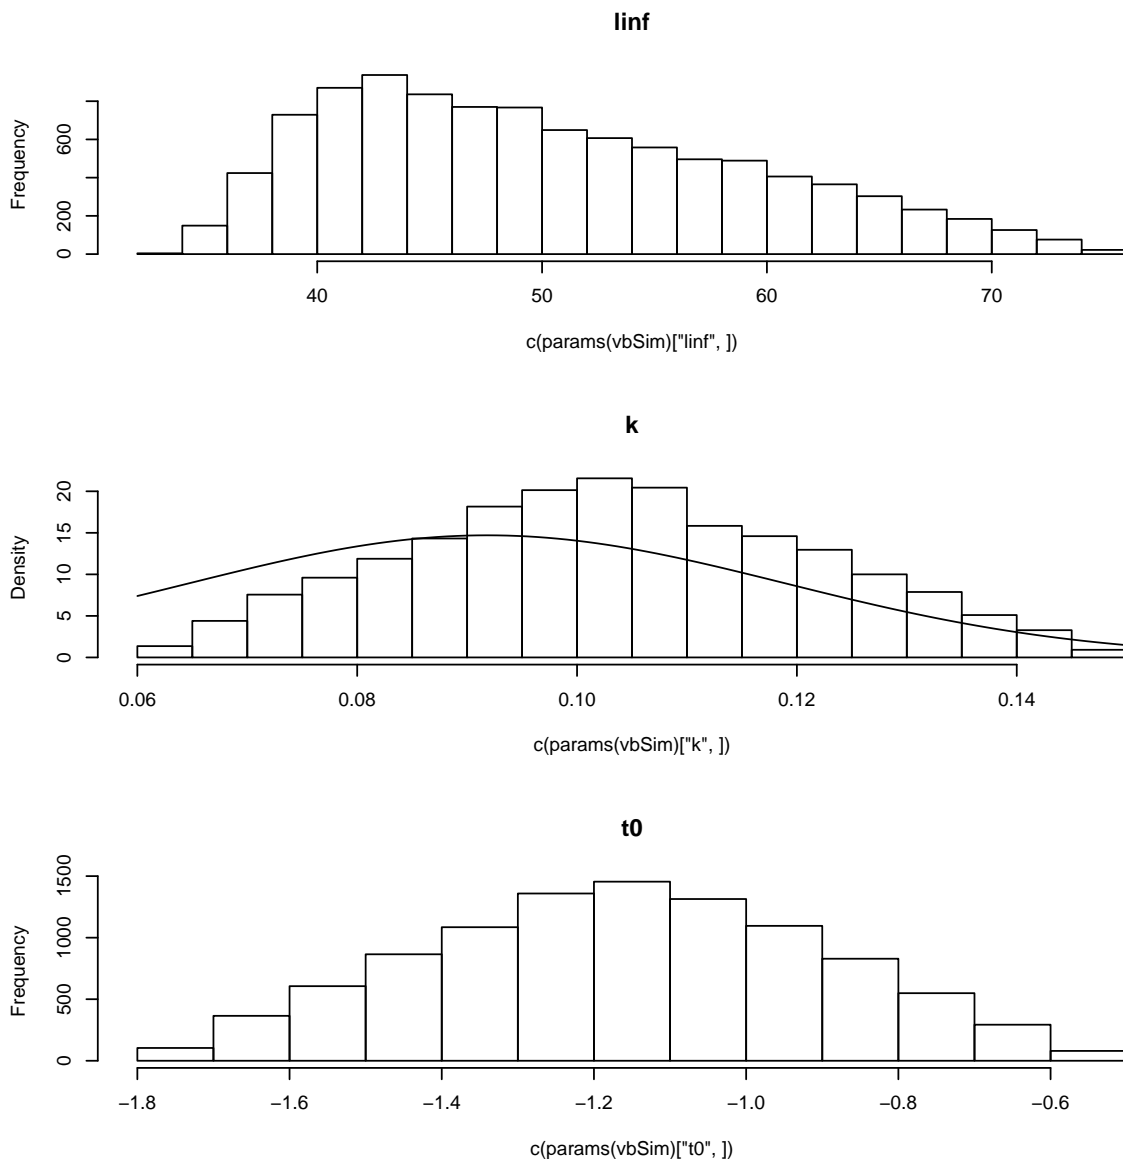 linf
Frequency
0 200 600
40 50 60 70
c(params(vbSim)["linf", ])
k
Density
0 5 10 15 20
0.06 0.08 0.10 0.12 0.14
c(params(vbSim)["k", ])
t0
Frequency
0 500 1000 1500
−1.8 −1.6 −1.4 −1.2 −1.0 −0.8 −0.6
c(params(vbSim)["t0", ])